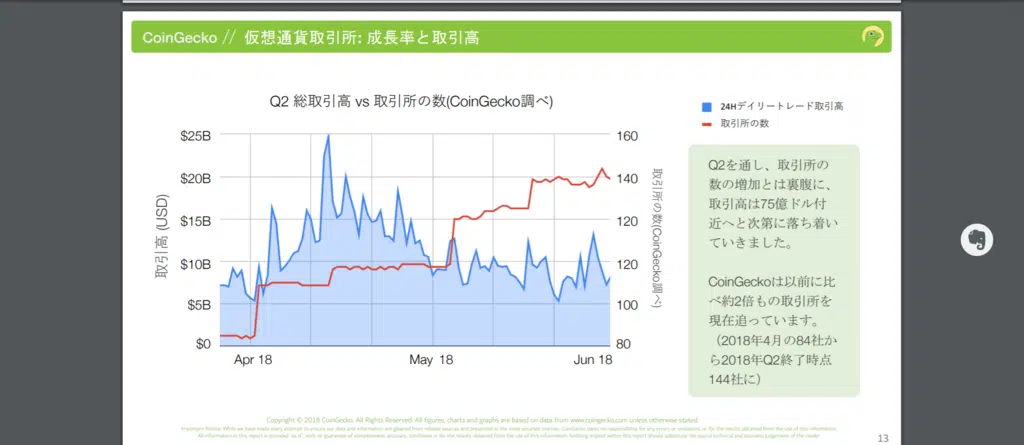 CoinGecko // 仮想通貨取引所: 成長率と取引高
Q2 総取引高 vs 取引所の数(CoinGecko調べ)
24Hデイリートレード取引高
取引所の数
取引高 (USD)
$25B
$20B
$15B
$10B
$5B
$0
160
140
120
120
100
80
取引所の数(CoinGecko調べ)
Apr 18
May 18
Jun 18
Q2を通し、取引所の
数の増加とは裏腹に、
取引高は75億ドル付
近へと次第に落ち着い
ていきました。
CoinGeckoは以前に比
べ約2倍もの取引所を
現在追っています。
（2018年4月の84社か
ら2018年Q2終了時点
144社に）
Copyright © 2018 CoinGecko. All Rights Reserved. All figures, charts and graphs are based on data from www.coingecko.com unless otherwise stated
13